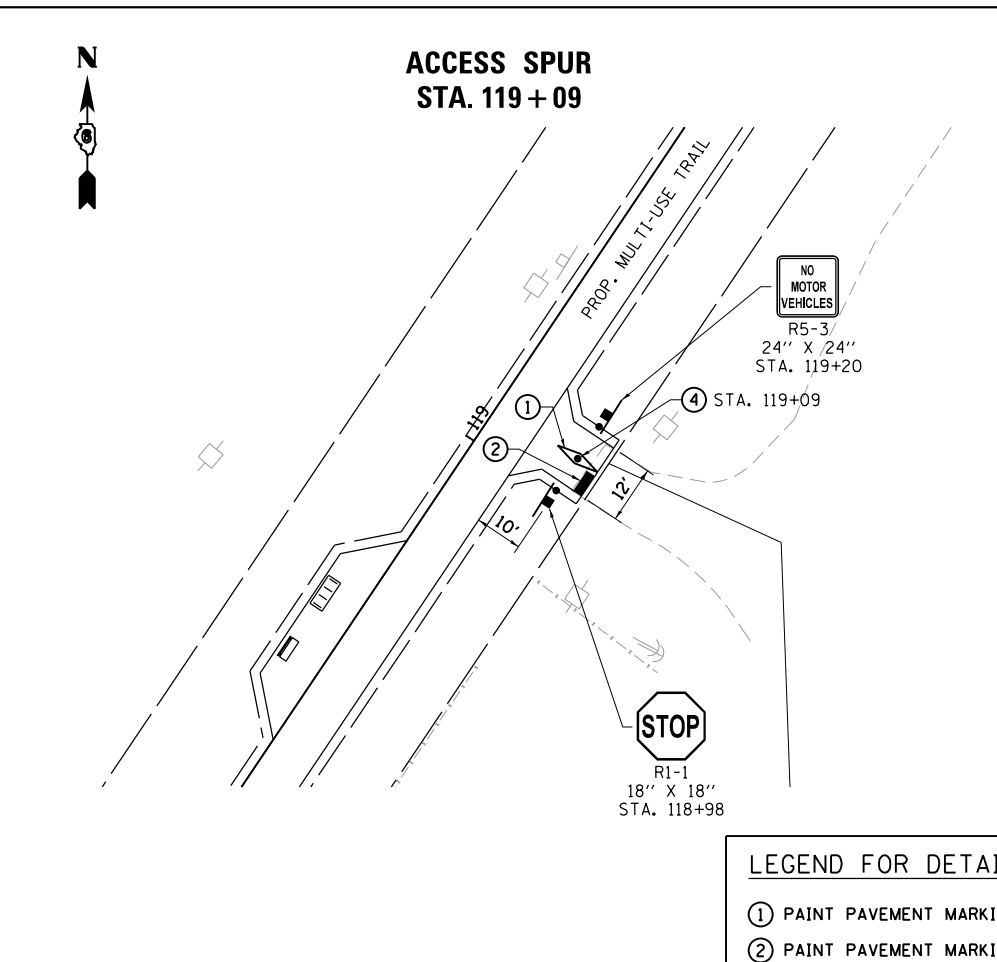 N
6
ACCESS SPUR
STA. 119+09
PROP. MULTI-USE TRAIL
NO
MOTOR
VEHICLES
R5-3
24'' X 24''
STA. 119+20
119
1
4 STA. 119+09
2
12'
10'
STOP
R1-1
18'' X 18''
STA. 118+98
LEGEND FOR DETAI
1 PAINT PAVEMENT MARKI
2 PAINT PAVEMENT MARKI